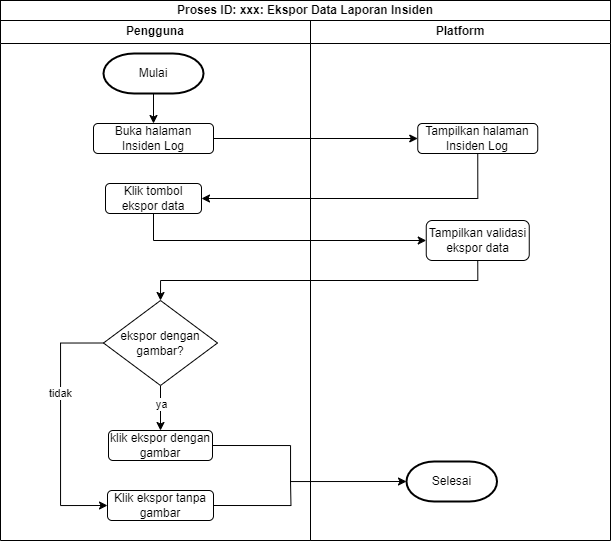 Proses ID: xxx: Ekspor Data Laporan Insiden
Pengguna
Platform
Mulai
Buka halaman
Insiden Log
Tampilkan halaman
Insiden Log
Klik tombol
ekspor data
Tampilkan validasi
ekspor data
ekspor dengan
gambar?
tidak
ya
klik ekspor dengan
gambar
Klik ekspor tanpa
gambar
Selesai